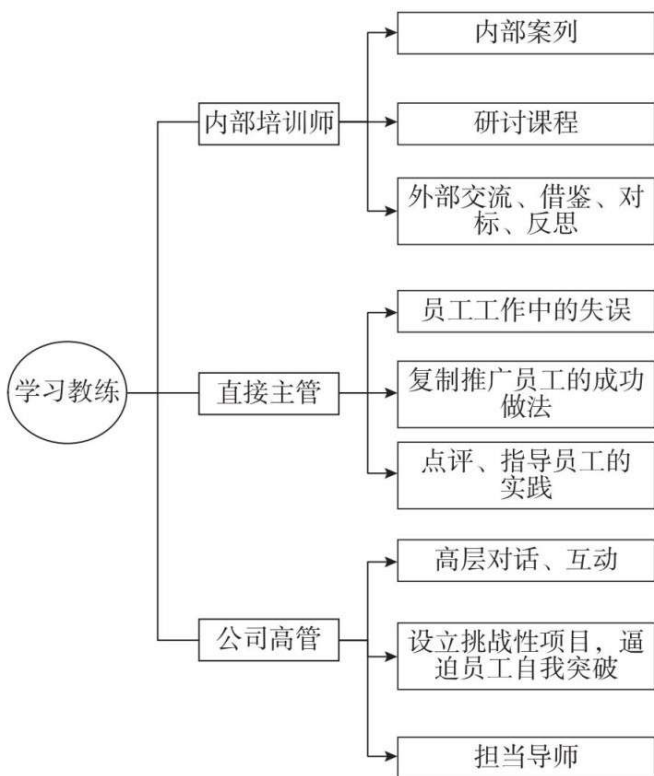 内部案列
内部培训师
研讨课程
外部交流、借鉴、对
标、反思
学习教练
员工工作中的失误
直接主管
复制推广员工的成功
做法
点评、指导员工的
实践
高层对话、互动
公司高管
设立挑战性项目，逼
迫员工自我突破
担当导师